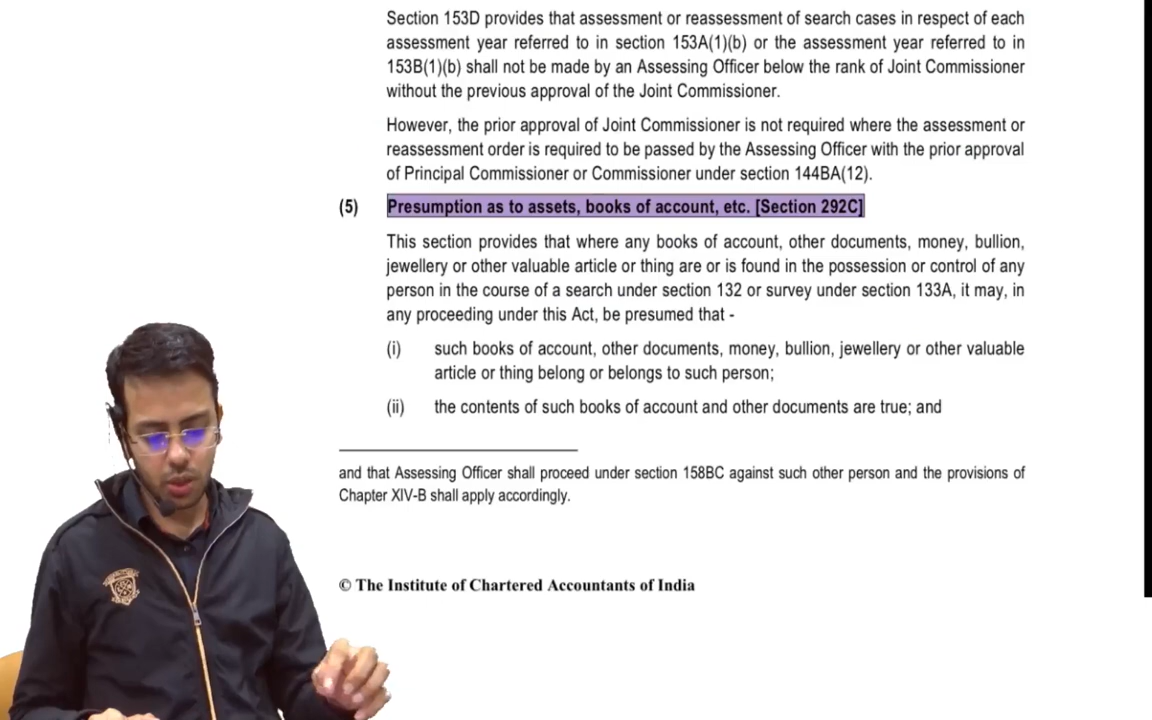 Section 153D provides that assessment or reassessment of search cases in respect of each
assessment year referred to in section 153A(1)(b) or the assessment year referred to in
153B(1)(b) shall not be made by an Assessing Officer below the rank of Joint Commissioner
without the previous approval of the Joint Commissioner.
However, the prior approval of Joint Commissioner is not required where the assessment or
reassessment order is required to be passed by the Assessing Officer with the prior approval
of Principal Commissioner or Commissioner under section 144BA(12).
(5) Presumption as to assets, books of account, etc. [Section 292C]
This section provides that where any books of account, other documents, money, bullion,
jewellery or other valuable article or thing are or is found in the possession or control of any
person in the course of a search under section 132 or survey under section 133A, it may, in
any proceeding under this Act, be presumed that -
(i) such books of account, other documents, money, bullion, jewellery or other valuable
article or thing belong or belongs to such person;
(ii) the contents of such books of account and other documents are true; and
and that Assessing Officer shall proceed under section 158BC against such other person and the provisions of
Chapter XIV-B shall apply accordingly.
© The Institute of Chartered Accountants of India